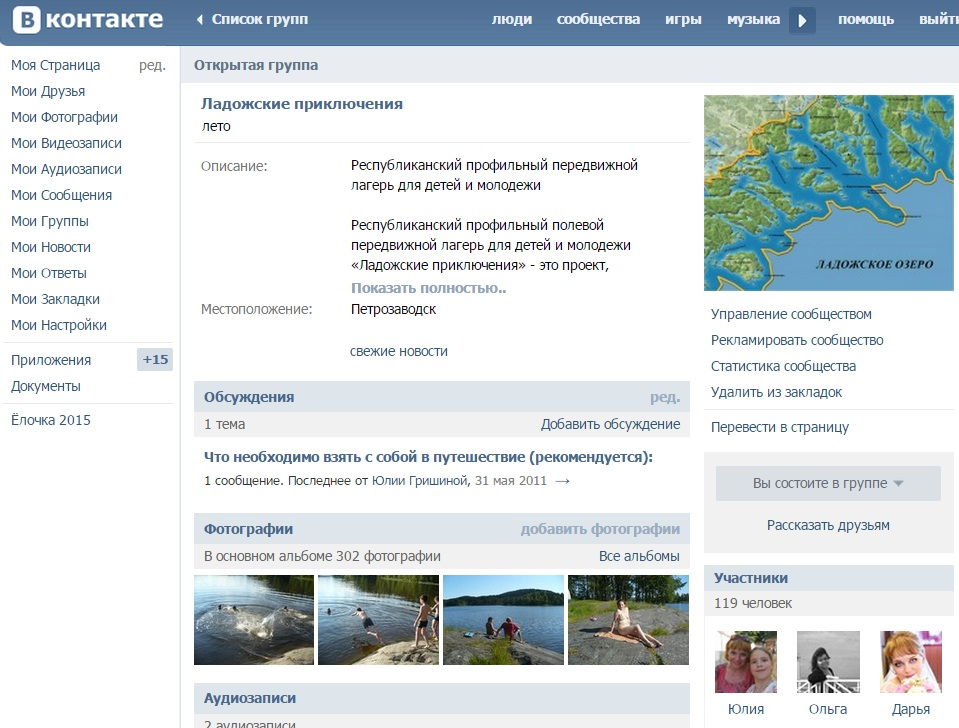 В контакте
Список групп
люди сообщества игры музыка помощь выйти
Моя Страница ред.
Мои Друзья
Мои Фотографии
Мои Видеозаписи
Мои Аудиозаписи
Мои Сообщения
Мои Группы
Мои Новости
Мои Ответы
Мои Закладки
Мои Настройки
Приложения +15
Документы
Ёлочка 2015
Открытая группа
Ладожские приключения
лето
Описание: Республиканский профильный передвижной
лагерь для детей и молодежи
Республиканский профильный полевой
передвижной лагерь для детей и молодежи
«Ладожские приключения» - это проект,
Показать полностью..
Местоположение: Петрозаводск
свежие новости
Обсуждения ред.
1 тема Добавить обсуждение
Что необходимо взять с собой в путешествие (рекомендуется):
1 сообщение. Последнее от Юлии Гришиной, 31 мая 2011 →
Фотографии добавить фотографии
В основном альбоме 302 фотографии Все альбомы
Аудиозаписи
2 аудиозаписи
ЛАДОЖСКОЕ ОЗЕРО
Управление сообществом
Рекламировать сообщество
Статистика сообщества
Удалить из закладок
Перевести в страницу
Вы состоите в группе
Рассказать друзьям
Участники
119 человек
Юлия Ольга Дарья